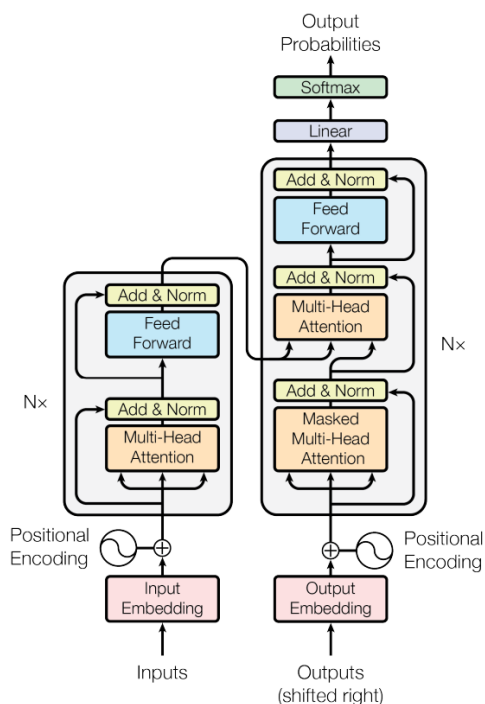 Output
Probabilities
Softmax
Linear
Add & Norm
Feed
Forward
Add & Norm
Multi-Head
Attention
Add & Norm
Masked
Multi-Head
Attention
Nx
Positional
Encoding
Output
Embedding
Outputs
(shifted right)
Add & Norm
Feed
Forward
Add & Norm
Multi-Head
Attention
Nx
Positional
Encoding
Input
Embedding
Inputs